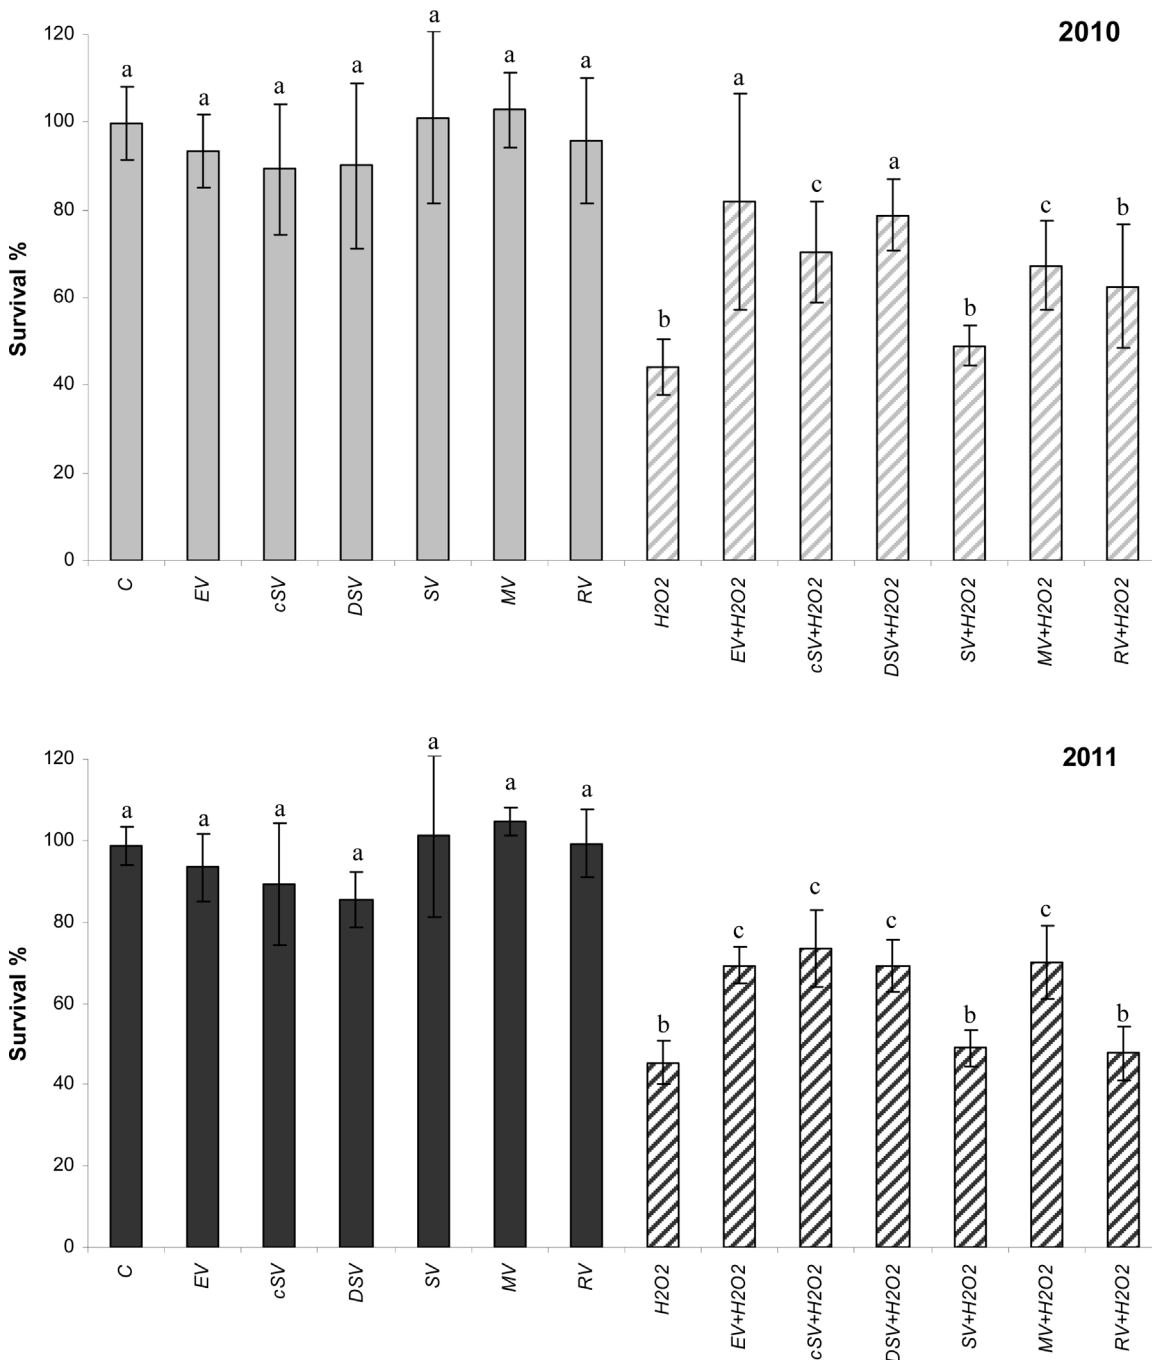 2010
Survival %
120
100
80
60
40
20
0
a a a a a a a b a c a b c b
C EV cSV DSV SV MV RV H2O2 EV+H2O2 cSV+H2O2 DSV+H2O2 SV+H2O2 MV+H2O2 RV+H2O2
2011
Survival %
120
100
80
60
40
20
0
a a a a a a a b c c c b c b
C EV cSV DSV SV MV RV H2O2 EV+H2O2 cSV+H2O2 DSV+H2O2 SV+H2O2 MV+H2O2 RV+H2O2